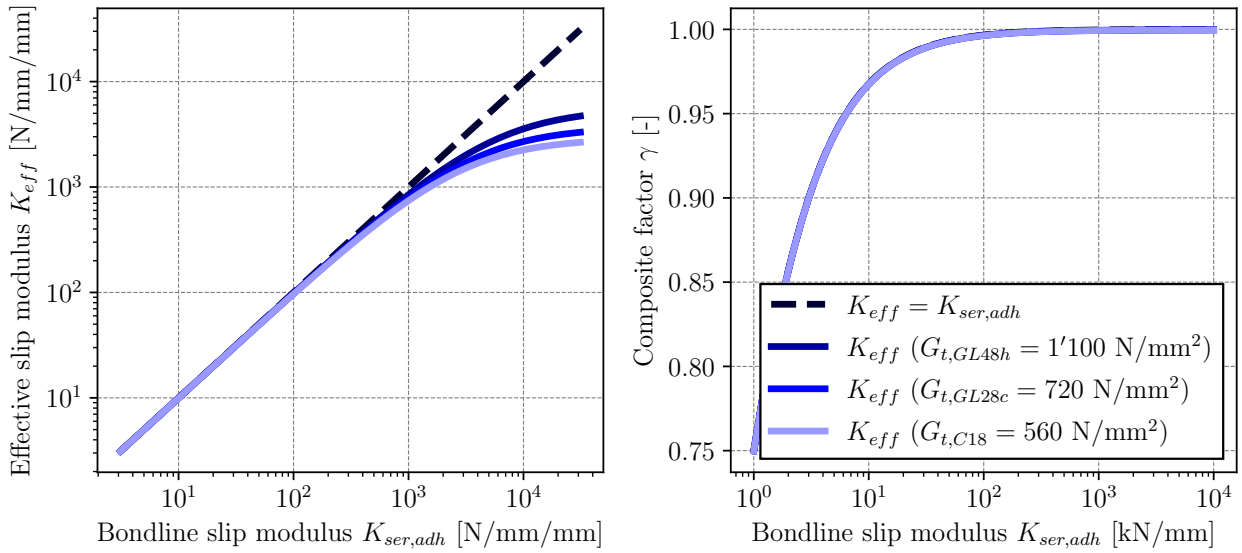 Effective slip modulus K_eff [N/mm/mm]
10^4
10^3
10^2
10^1
10^1 10^2 10^3 10^4
Bondline slip modulus K_ser,adh [N/mm/mm]
Composite factor γ [-]
1.00
0.95
0.90
0.85
0.80
0.75
K_eff = K_ser,adh
K_eff (G_t,GL48h = 1'100 N/mm²)
K_eff (G_t,GL28c = 720 N/mm²)
K_eff (G_t,C18 = 560 N/mm²)
10^0 10^1 10^2 10^3 10^4
Bondline slip modulus K_ser,adh [kN/mm]